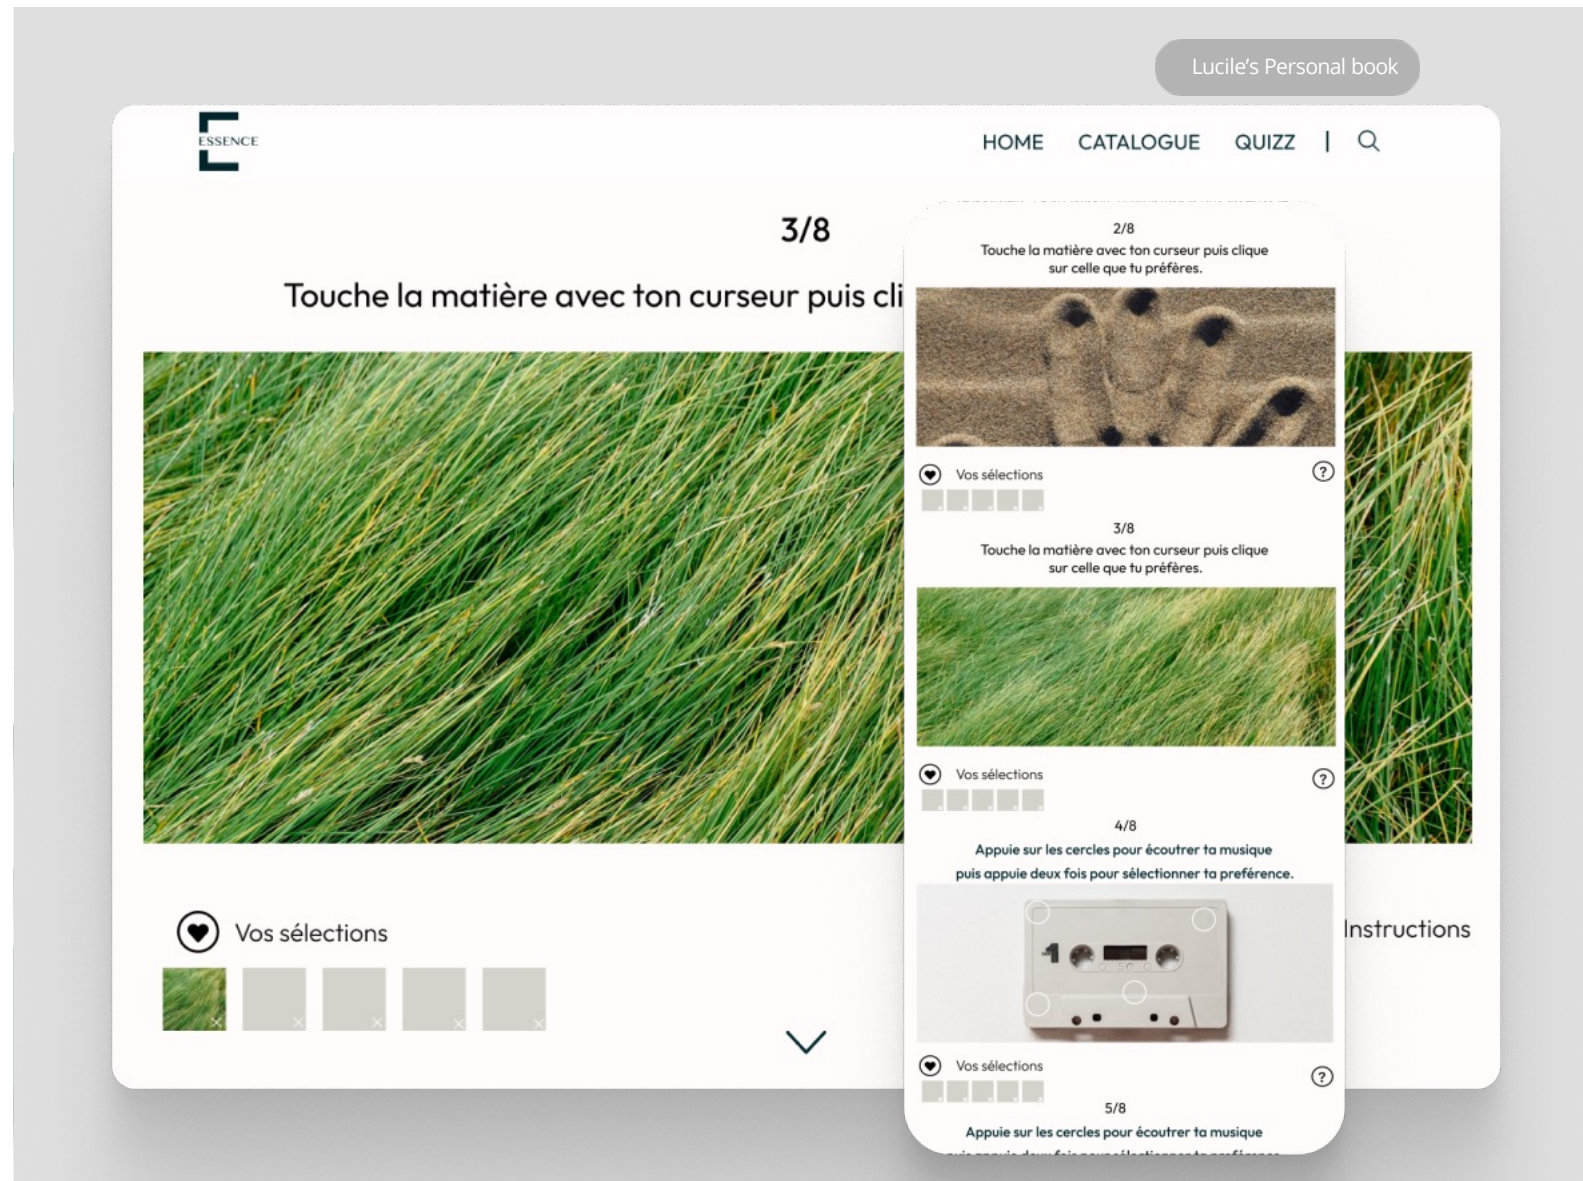 Lucile's Personal book
ESSENCE
HOME CATALOGUE QUIZZ |
3/8
Touche la matière avec ton curseur puis cli
Vos sélections
Instructions
2/8
Touche la matière avec ton curseur puis clique
sur celle que tu préfères.
Vos sélections
?
3/8
Touche la matière avec ton curseur puis clique
sur celle que tu préfères.
Vos sélections
?
4/8
Appuie sur les cercles pour écoutrer ta musique
puis appuie deux fois pour sélectionner ta preférence.
1
Vos sélections
?
5/8
Appuie sur les cercles pour écoutrer ta musique